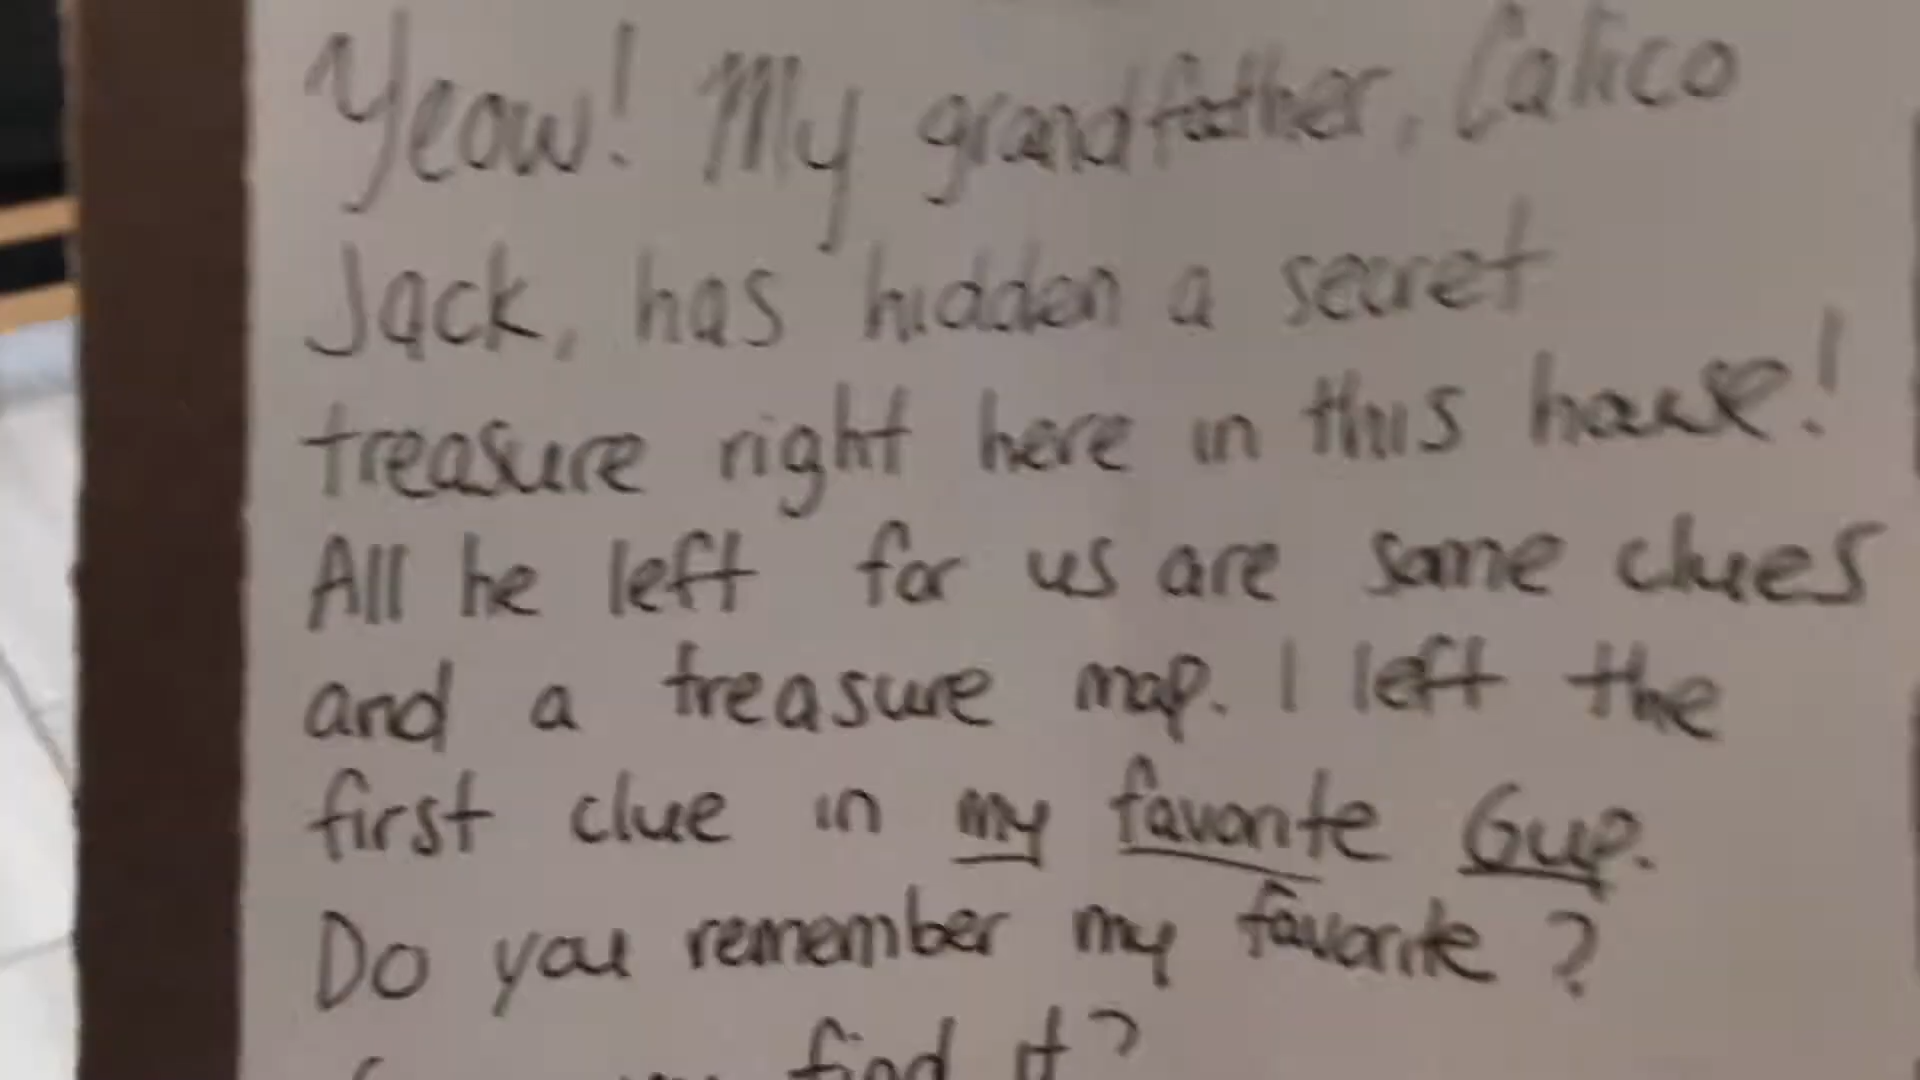 Yeow! My grandfather, Calico
Jack, has hidden a secret
treasure right here in this house!
All he left for us are some clues
and a treasure map. I left the
first clue in my favorite Gup.
Do you remember my favorite?
find it?